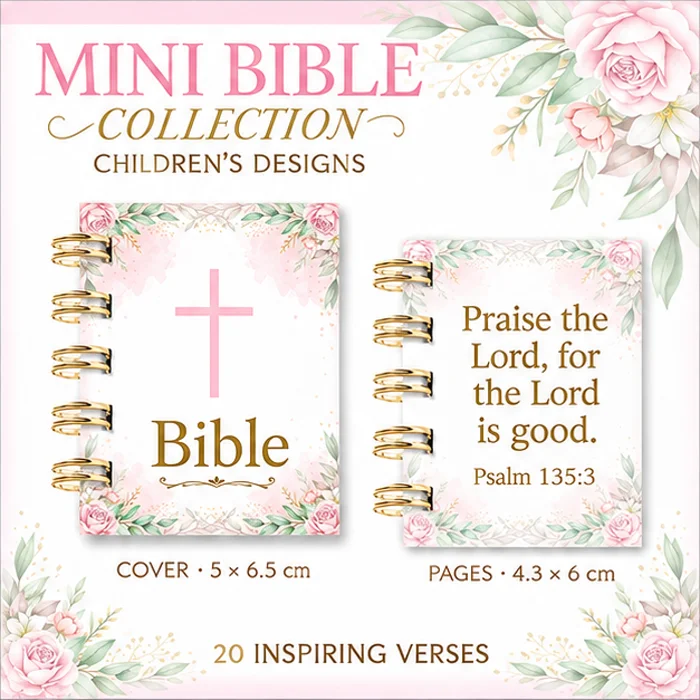 MINI BIBLE
COLLECTION
CHILDREN'S DESIGNS
Bible
Praise the
Lord, for
the Lord
is good.
Psalm 135:3
COVER · 5 × 6.5 cm
PAGES · 4.3 × 6 cm
20 INSPIRING VERSES